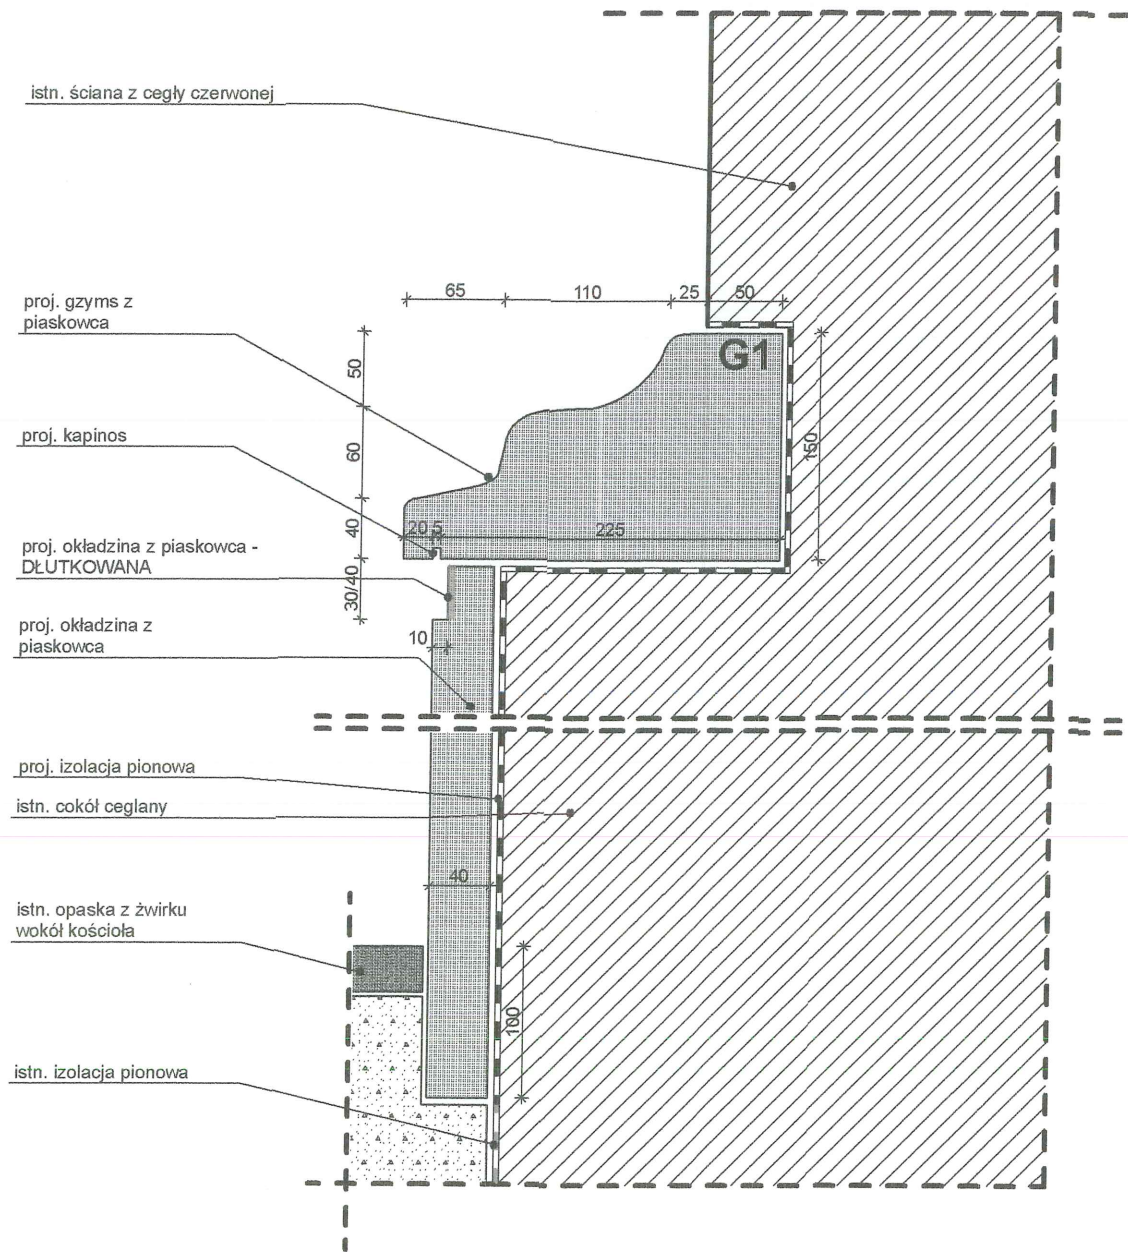 istn. ściana z cegły czerwonej
65
110
25
50
proj. gzyms z
piaskowca
G1
50
proj. kapinos
60
150
40
20
5
225
proj. okładzina z piaskowca -
DŁUTKOWANA
30/40
proj. okładzina z
piaskowca
10
proj. izolacja pionowa
istn. cokół ceglany
40
istn. opaska z żwirku
wokół kościoła
100
istn. izolacja pionowa